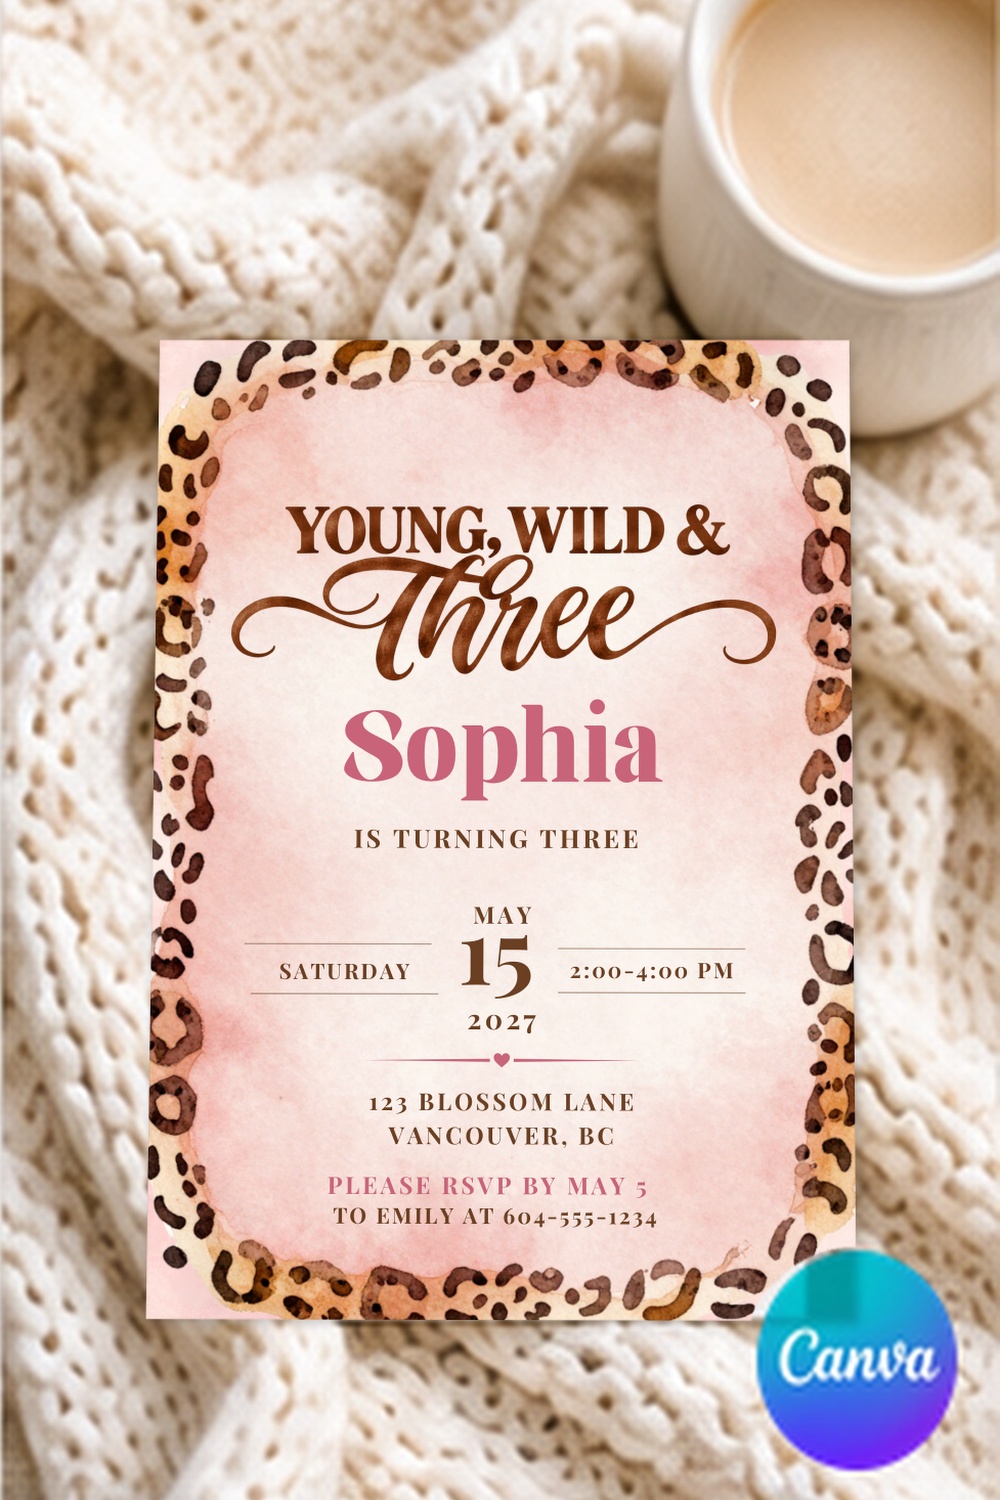 YOUNG, WILD &
Three
Sophia
IS TURNING THREE
MAY
SATURDAY
15
2:00-4:00 PM
2027
123 BLOSSOM LANE
VANCOUVER, BC
PLEASE RSVP BY MAY 5
TO EMILY AT 604-555-1234
Canva